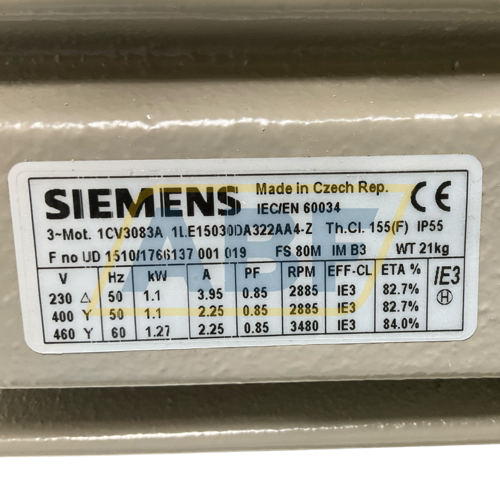 SIEMENS Made in Czech Rep. CE
IEC/EN 60034
3~Mot. 1CV3083A 1LE15030DA322AA4-Z Th.Cl. 155(F) IP55
F no UD 1510/1766137 001 019 FS 80M IM B3 WT 21kg
V Hz kW A PF RPM EFF-CL ETA % IE3
230 △ 50 1.1 3.95 0.85 2885 IE3 82.7% H
400 Y 50 1.1 2.25 0.85 2885 IE3 82.7%
460 Y 60 1.27 2.25 0.85 3480 IE3 84.0%
ABF